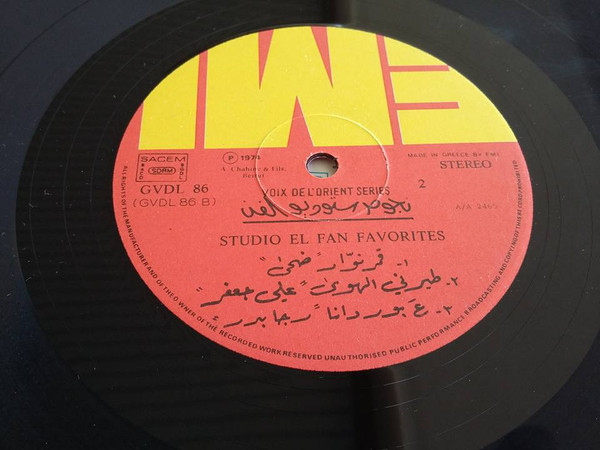 EMI
SACEM
SDRM
GVDL 86
(GVDL 86 B)
Ⓟ 1974
A. Chahine & Fils,
MADE IN GREECE BY EMI
STEREO
2
VOIX DE L'ORIENT SERIES
نجوم ستوديو الفن
STUDIO EL FAN FAVORITES
١- قمر نوّار "ضحى"
٢- طيرني الهوى "علي جعفر"
٣- عَ بوردانا "رجا بدر"
ALL RIGHTS OF THE MANUFACTURER AND OF THE OWNER OF THE RECORDED WORK RESERVED UNAUTHORISED PUBLIC PERFORMANCE BROADCASTING AND COPYING OF THIS RECORD PROHIBITED